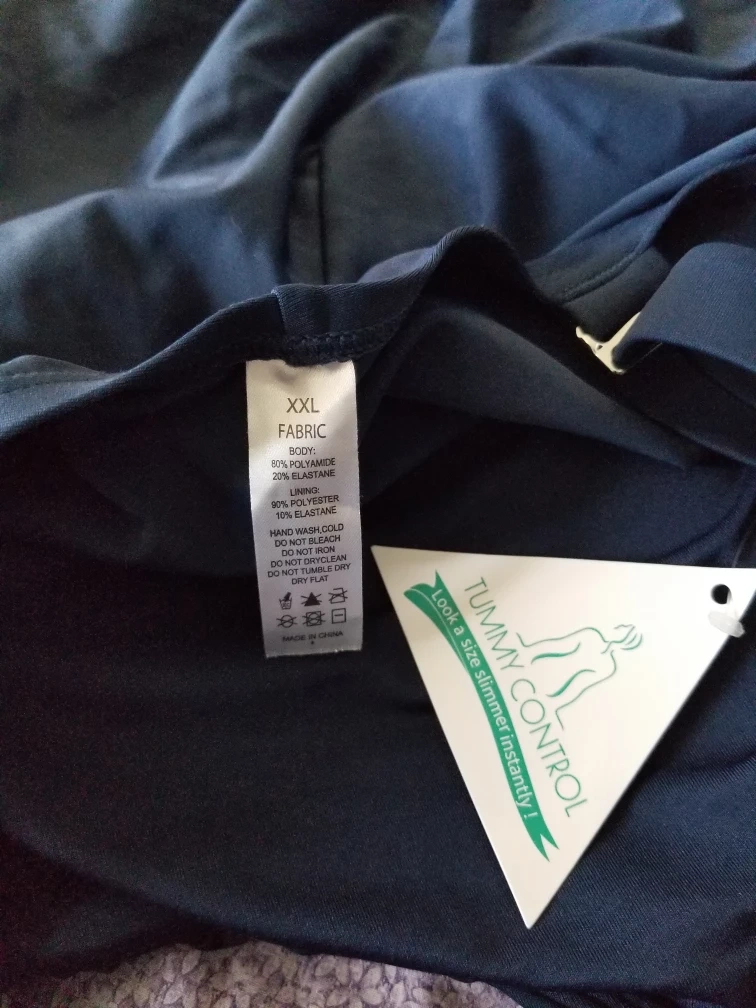 XXL
FABRIC
BODY:
80% POLYAMIDE
20% ELASTANE
LINING:
90% POLYESTER
10% ELASTANE
HAND WASH,COLD
DO NOT BLEACH
DO NOT IRON
DO NOT DRYCLEAN
DO NOT TUMBLE DRY
DRY FLAT
MADE IN CHINA
TUMMY CONTROL
Look a size slimmer instantly !